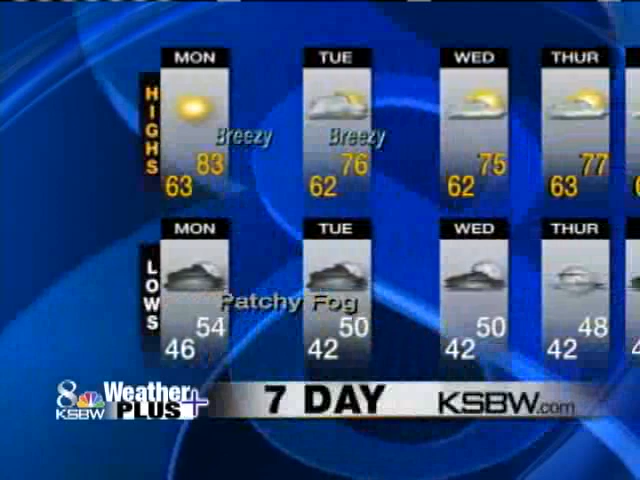 MON TUE WED THUR
HIGHS
Breezy Breezy
83 76 75 77
63 62 62 63
MON TUE WED THUR
LOWS
Patchy Fog
54 50 50 48
46 42 42 42
8 KSBW Weather PLUS+
7 DAY KSBW.com